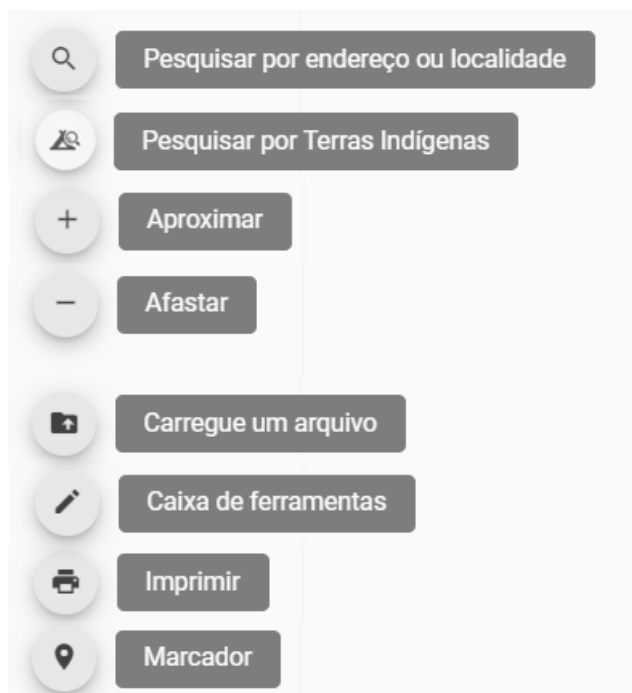 Pesquisar por endereço ou localidade
Pesquisar por Terras Indígenas
Aproximar
Afastar
Carregue um arquivo
Caixa de ferramentas
Imprimir
Marcador